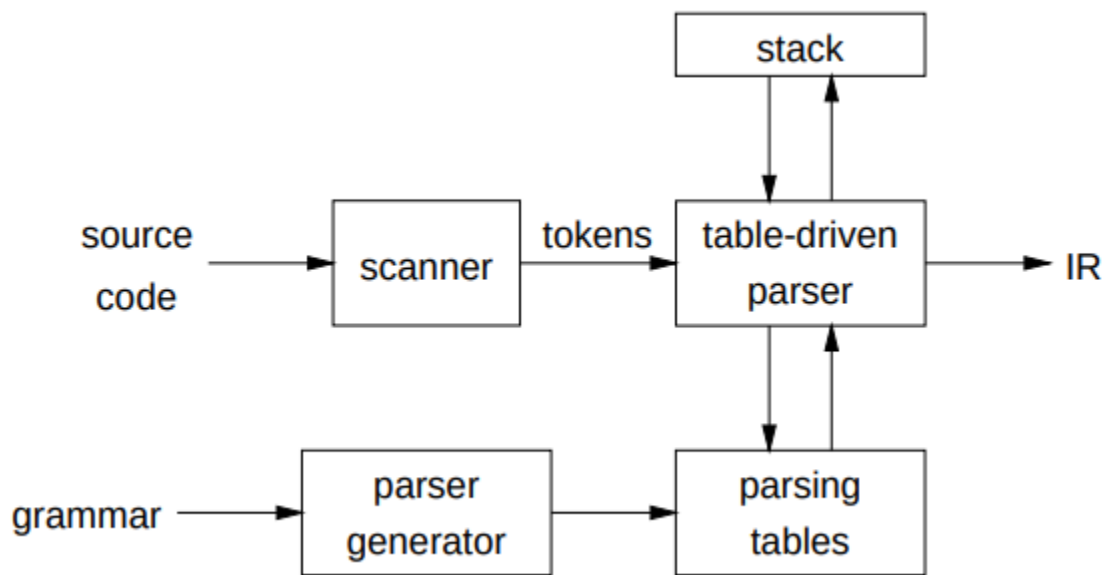 stack
source
code
scanner
tokens
table-driven
parser
IR
grammar
parser
generator
parsing
tables